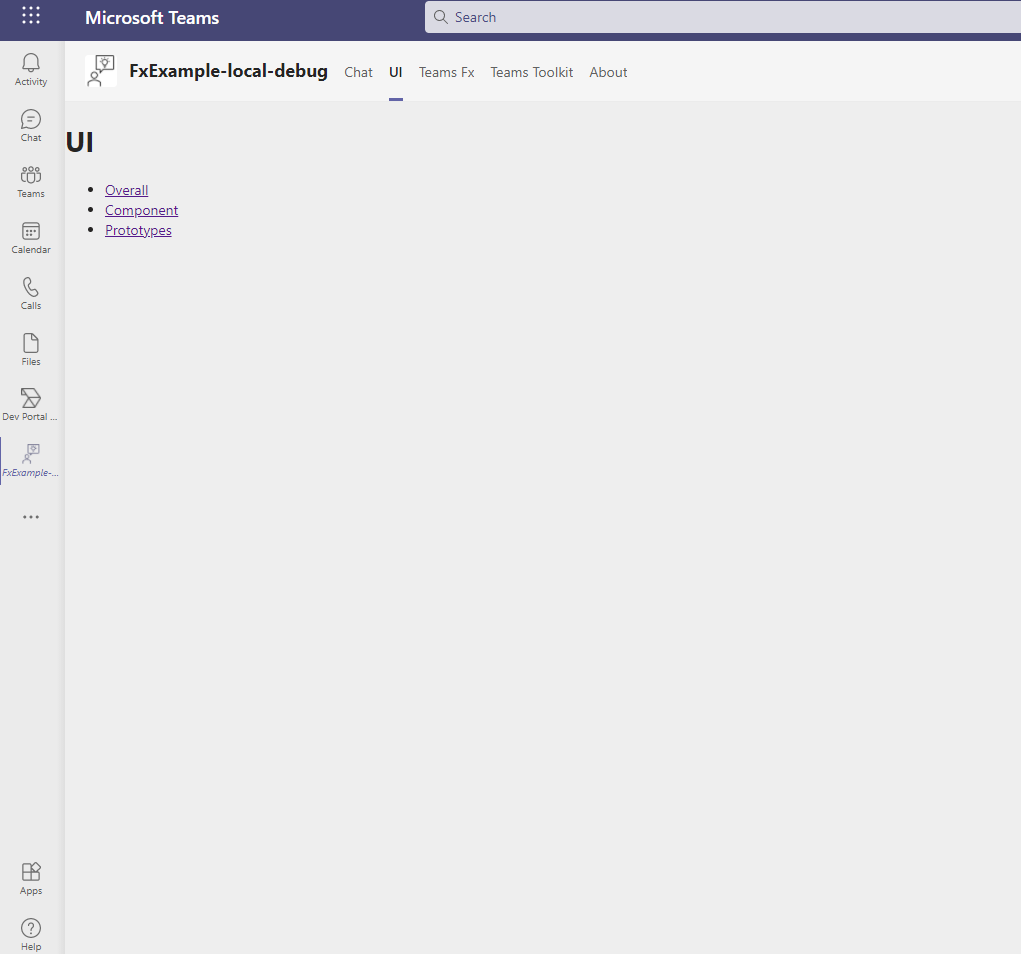 Microsoft Teams
Search
Activity
Chat
Teams
Calendar
Calls
Files
Dev Portal ...
FxExample-...
Apps
Help
FxExample-local-debug
Chat UI Teams Fx Teams Toolkit About
UI
Overall
Component
Prototypes